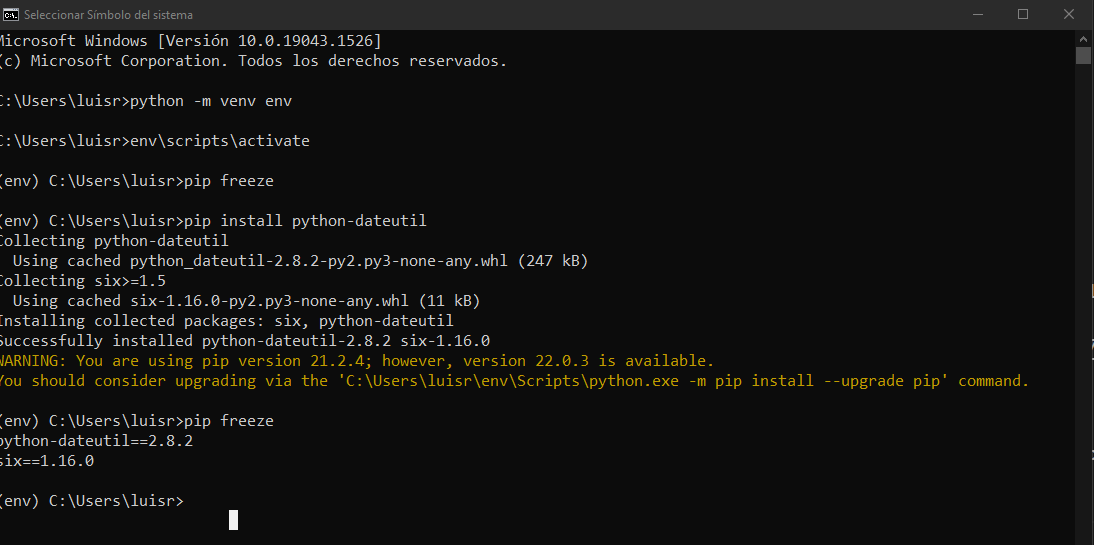 Seleccionar Símbolo del sistema
Microsoft Windows [Versión 10.0.19043.1526]
(c) Microsoft Corporation. Todos los derechos reservados.
C:\Users\luisr>python -m venv env
C:\Users\luisr>env\scripts\activate
(env) C:\Users\luisr>pip freeze
(env) C:\Users\luisr>pip install python-dateutil
Collecting python-dateutil
  Using cached python_dateutil-2.8.2-py2.py3-none-any.whl (247 kB)
Collecting six>=1.5
  Using cached six-1.16.0-py2.py3-none-any.whl (11 kB)
Installing collected packages: six, python-dateutil
Successfully installed python-dateutil-2.8.2 six-1.16.0
WARNING: You are using pip version 21.2.4; however, version 22.0.3 is available.
You should consider upgrading via the 'C:\Users\luisr\env\Scripts\python.exe -m pip install --upgrade pip' command.
(env) C:\Users\luisr>pip freeze
python-dateutil==2.8.2
six==1.16.0
(env) C:\Users\luisr>